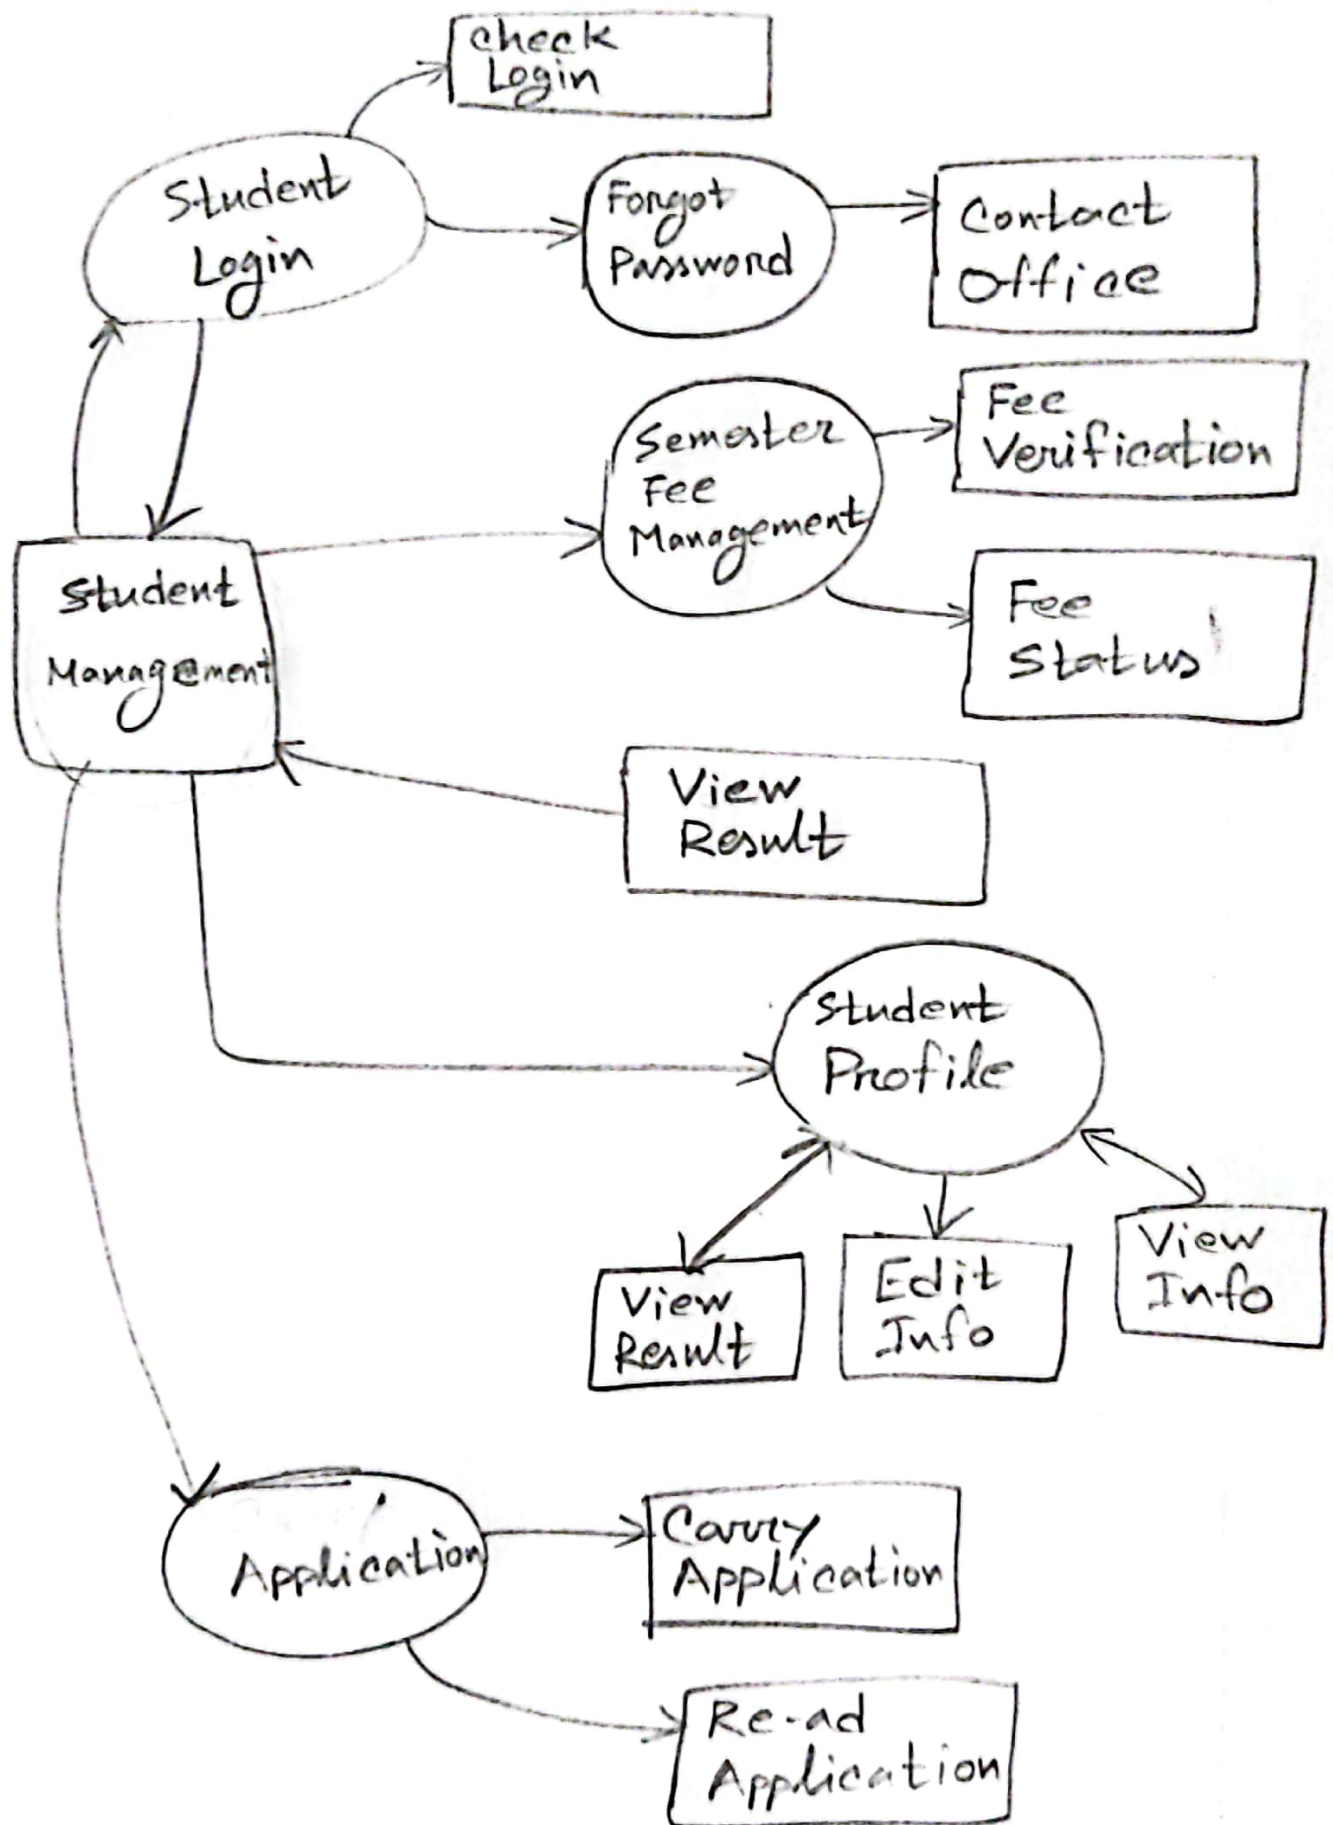 Check
Login
Student
Login
Forgot
Password
Contact
Office
Semester
Fee
Management
Fee
Verification
Fee
Status
Student
Management
View
Result
Student
Profile
View
Result
Edit
Info
View
Info
Application
Carry
Application
Re-ad
Application